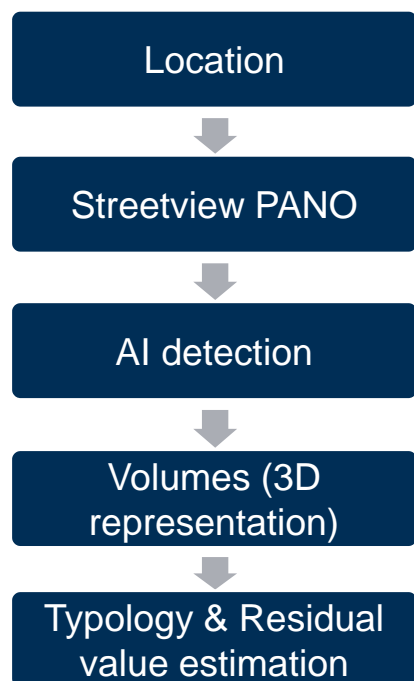 Location
Streetview PANO
AI detection
Volumes (3D
representation)
Typology & Residual
value estimation